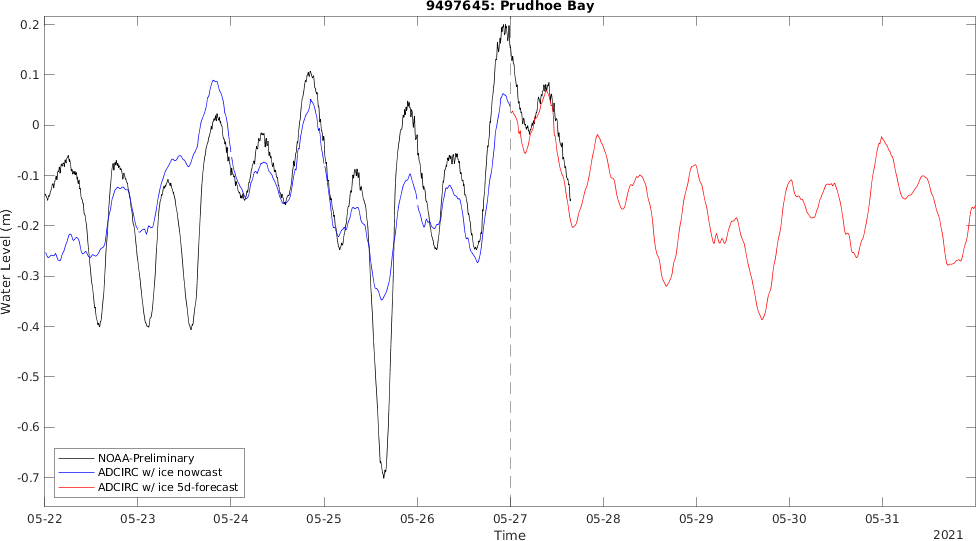 9497645: Prudhoe Bay
0.2
0.1
0
-0.1
-0.2
-0.3
-0.4
-0.5
-0.6
-0.7
Water Level (m)
NOAA-Preliminary
ADCIRC w/ ice nowcast
ADCIRC w/ ice 5d-forecast
05-22 05-23 05-24 05-25 05-26 05-27 05-28 05-29 05-30 05-31
Time
2021